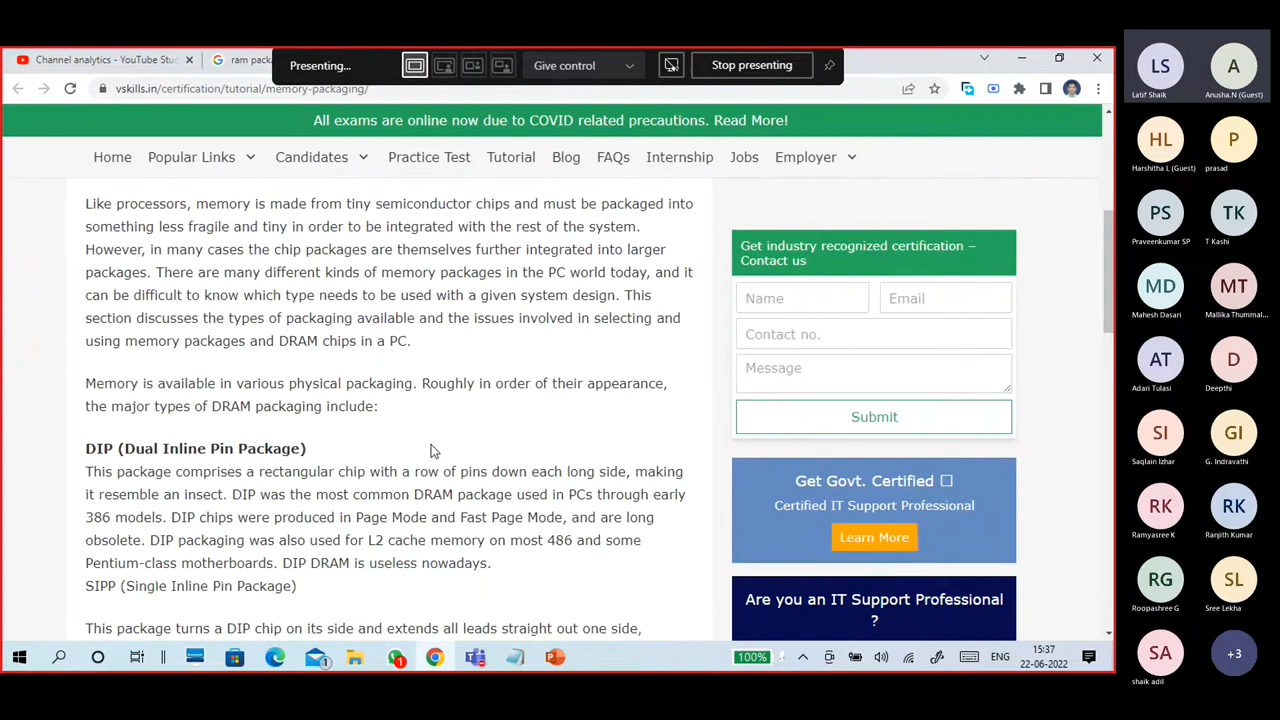 Channel analytics - YouTube Stu
ram pack
Presenting...
Give control
Stop presenting
vskills.in/certification/tutorial/memory-packaging/
All exams are online now due to COVID related precautions. Read More!
Home
Popular Links
Candidates
Practice Test
Tutorial
Blog
FAQs
Internship
Jobs
Employer
Like processors, memory is made from tiny semiconductor chips and must be packaged into
something less fragile and tiny in order to be integrated with the rest of the system.
However, in many cases the chip packages are themselves further integrated into larger
packages. There are many different kinds of memory packages in the PC world today, and it
can be difficult to know which type needs to be used with a given system design. This
section discusses the types of packaging available and the issues involved in selecting and
using memory packages and DRAM chips in a PC.
Memory is available in various physical packaging. Roughly in order of their appearance,
the major types of DRAM packaging include:
DIP (Dual Inline Pin Package)
This package comprises a rectangular chip with a row of pins down each long side, making
it resemble an insect. DIP was the most common DRAM package used in PCs through early
386 models. DIP chips were produced in Page Mode and Fast Page Mode, and are long
obsolete. DIP packaging was also used for L2 cache memory on most 486 and some
Pentium-class motherboards. DIP DRAM is useless nowadays.
SIPP (Single Inline Pin Package)
This package turns a DIP chip on its side and extends all leads straight out one side,
Get industry recognized certification –
Contact us
Name
Email
Contact no.
Message
Submit
Get Govt. Certified
Certified IT Support Professional
Learn More
Are you an IT Support Professional
?
100%
ENG
15:37
22-06-2022
LS
Latif Shaik
A
Anusha.N (Guest)
HL
Harshitha L (Guest)
P
prasad
PS
Praveenkumar SP
TK
T Kashi
MD
Mahesh Dasari
MT
Mallika Thummal...
AT
Adari Tulasi
D
Deepthi
SI
Saqlain Izhar
GI
G. Indravathi
RK
Ramyasree K
RK
Ranjith Kumar
RG
Roopashree G
SL
Sree Lekha
SA
shaik adil
+3